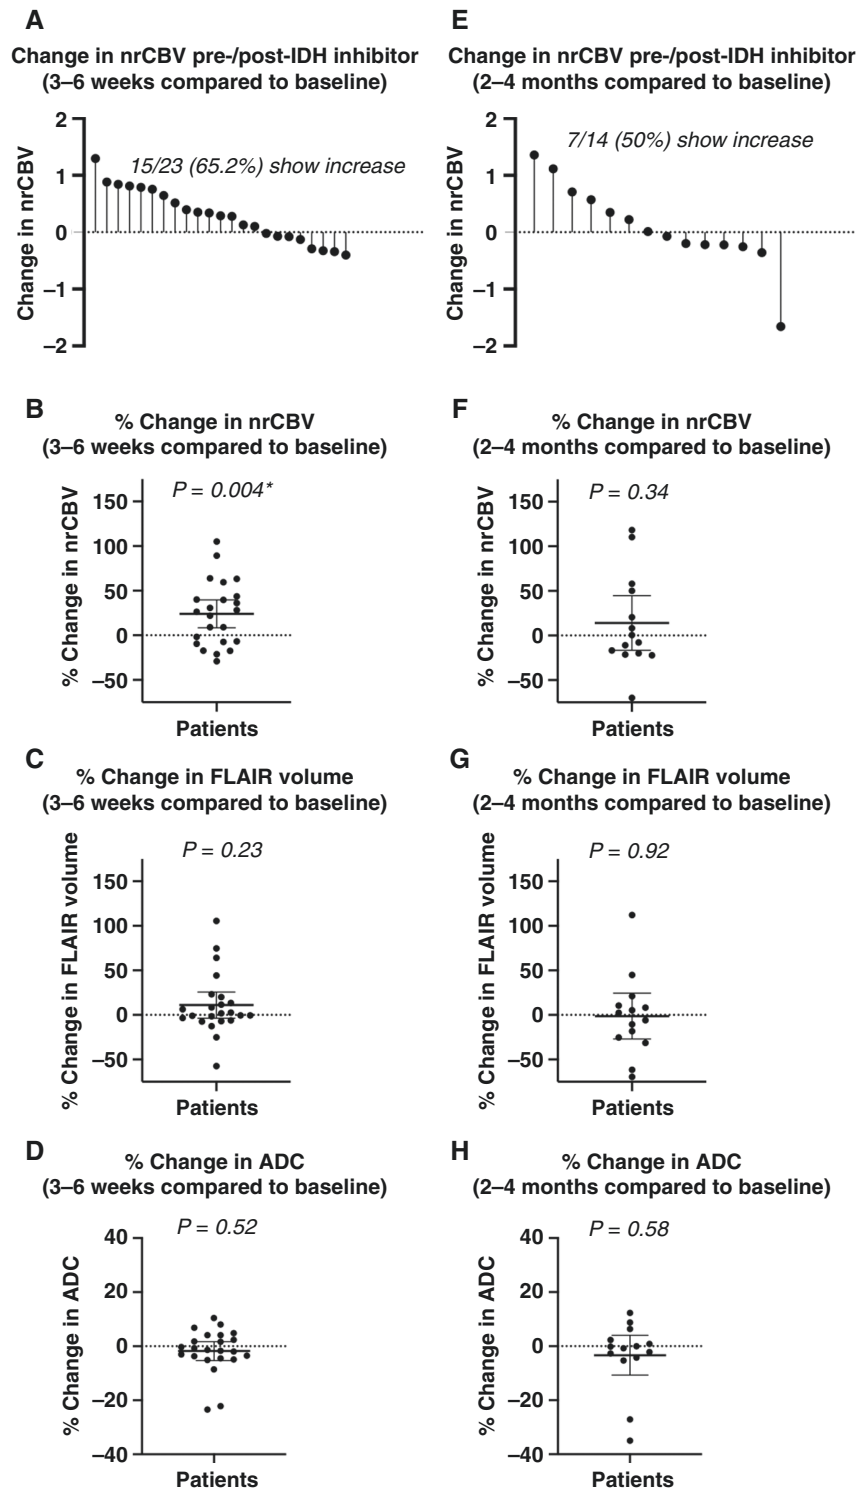 A
Change in nrCBV pre-/post-IDH inhibitor
(3–6 weeks compared to baseline)
Change in nrCBV
2
1
0
–1
–2
15/23 (65.2%) show increase
E
Change in nrCBV pre-/post-IDH inhibitor
(2–4 months compared to baseline)
Change in nrCBV
2
1
0
–1
–2
7/14 (50%) show increase
B
% Change in nrCBV
(3–6 weeks compared to baseline)
P = 0.004*
% Change in nrCBV
150
100
50
0
–50
Patients
F
% Change in nrCBV
(2–4 months compared to baseline)
P = 0.34
% Change in nrCBV
150
100
50
0
–50
Patients
C
% Change in FLAIR volume
(3–6 weeks compared to baseline)
P = 0.23
% Change in FLAIR volume
150
100
50
0
–50
Patients
G
% Change in FLAIR volume
(2–4 months compared to baseline)
P = 0.92
% Change in FLAIR volume
150
100
50
0
–50
Patients
D
% Change in ADC
(3–6 weeks compared to baseline)
P = 0.52
% Change in ADC
40
20
0
–20
–40
Patients
H
% Change in ADC
(2–4 months compared to baseline)
P = 0.58
% Change in ADC
40
20
0
–20
–40
Patients